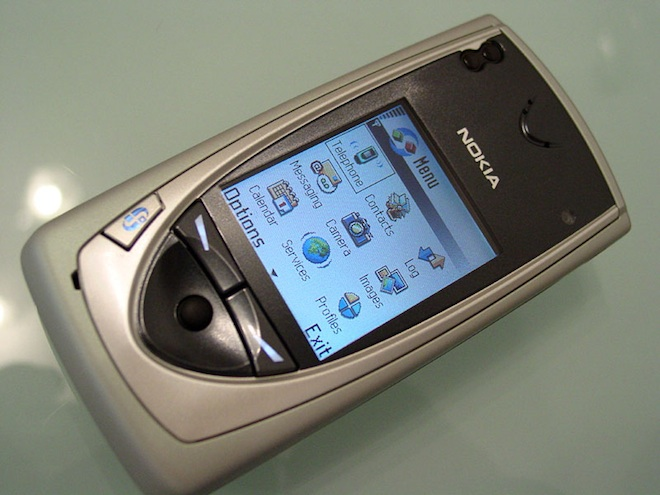 NOKIA
Menu
Telephone
Contacts
Log
Messaging
Camera
Images
Calendar
Services
Profiles
Options
Exit